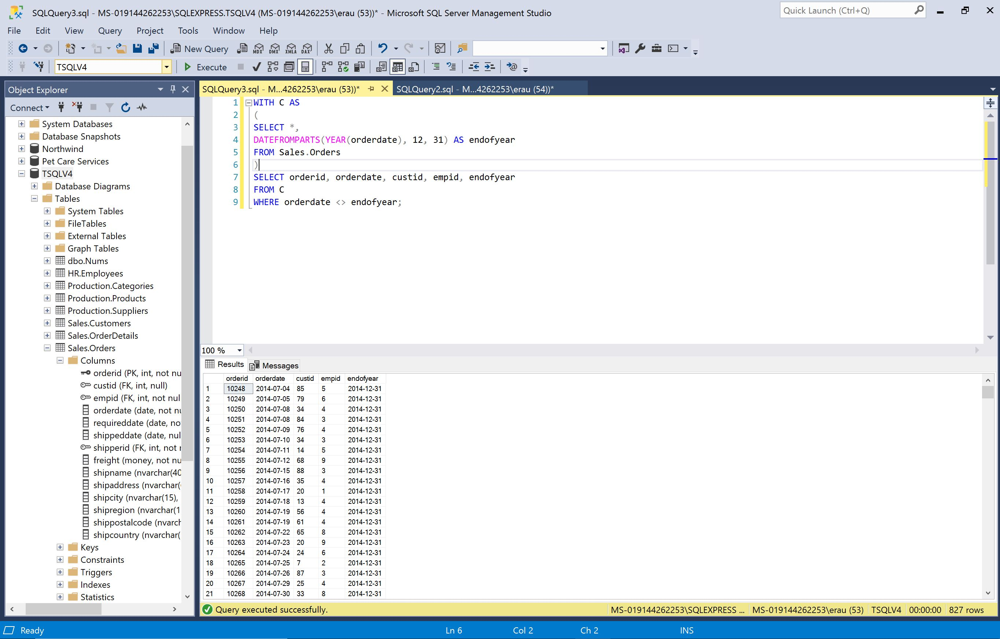 SQLQuery3.sql - MS-019144262253\SQLEXPRESS.TSQLV4 (MS-019144262253\erau (53))* - Microsoft SQL Server Management Studio
Quick Launch (Ctrl+Q)
File Edit View Query Project Tools Window Help
New Query MDX DMX XMLA DAX
TSQLV4 Execute
Object Explorer
Connect
System Databases
Database Snapshots
Northwind
Pet Care Services
TSQLV4
Database Diagrams
Tables
System Tables
FileTables
External Tables
Graph Tables
dbo.Nums
HR.Employees
Production.Categories
Production.Products
Production.Suppliers
Sales.Customers
Sales.OrderDetails
Sales.Orders
Columns
orderid (PK, int, not nu
custid (FK, int, null)
empid (FK, int, not nul
orderdate (date, not nu
requireddate (date, no
shippeddate (date, nul
shipperid (FK, int, not r
freight (money, not nu
shipname (nvarchar(40
shipaddress (nvarchar(
shipcity (nvarchar(15),
shipregion (nvarchar(1
shippostalcode (nvarch
shipcountry (nvarchar(
Keys
Constraints
Triggers
Indexes
Statistics
SQLQuery3.sql - M...4262253\erau (53))* SQLQuery2.sql - M...4262253\erau (54))*
1 WITH C AS
2 (
3 SELECT *,
4 DATEFROMPARTS(YEAR(orderdate), 12, 31) AS endofyear
5 FROM Sales.Orders
6 )
7 SELECT orderid, orderdate, custid, empid, endofyear
8 FROM C
9 WHERE orderdate <> endofyear;
100 %
Results Messages
orderid orderdate custid empid endofyear
1 10248 2014-07-04 85 5 2014-12-31
2 10249 2014-07-05 79 6 2014-12-31
3 10250 2014-07-08 34 4 2014-12-31
4 10251 2014-07-08 84 3 2014-12-31
5 10252 2014-07-09 76 4 2014-12-31
6 10253 2014-07-10 34 3 2014-12-31
7 10254 2014-07-11 14 5 2014-12-31
8 10255 2014-07-12 68 9 2014-12-31
9 10256 2014-07-15 88 3 2014-12-31
10 10257 2014-07-16 35 4 2014-12-31
11 10258 2014-07-17 20 1 2014-12-31
12 10259 2014-07-18 13 4 2014-12-31
13 10260 2014-07-19 56 4 2014-12-31
14 10261 2014-07-19 61 4 2014-12-31
15 10262 2014-07-22 65 8 2014-12-31
16 10263 2014-07-23 20 9 2014-12-31
17 10264 2014-07-24 24 6 2014-12-31
18 10265 2014-07-25 7 2 2014-12-31
19 10266 2014-07-26 87 3 2014-12-31
20 10267 2014-07-29 25 4 2014-12-31
21 10268 2014-07-30 33 8 2014-12-31
Query executed successfully. MS-019144262253\SQLEXPRESS ... MS-019144262253\erau (53) TSQLV4 00:00:00 827 rows
Ready Ln 6 Col 2 Ch 2 INS